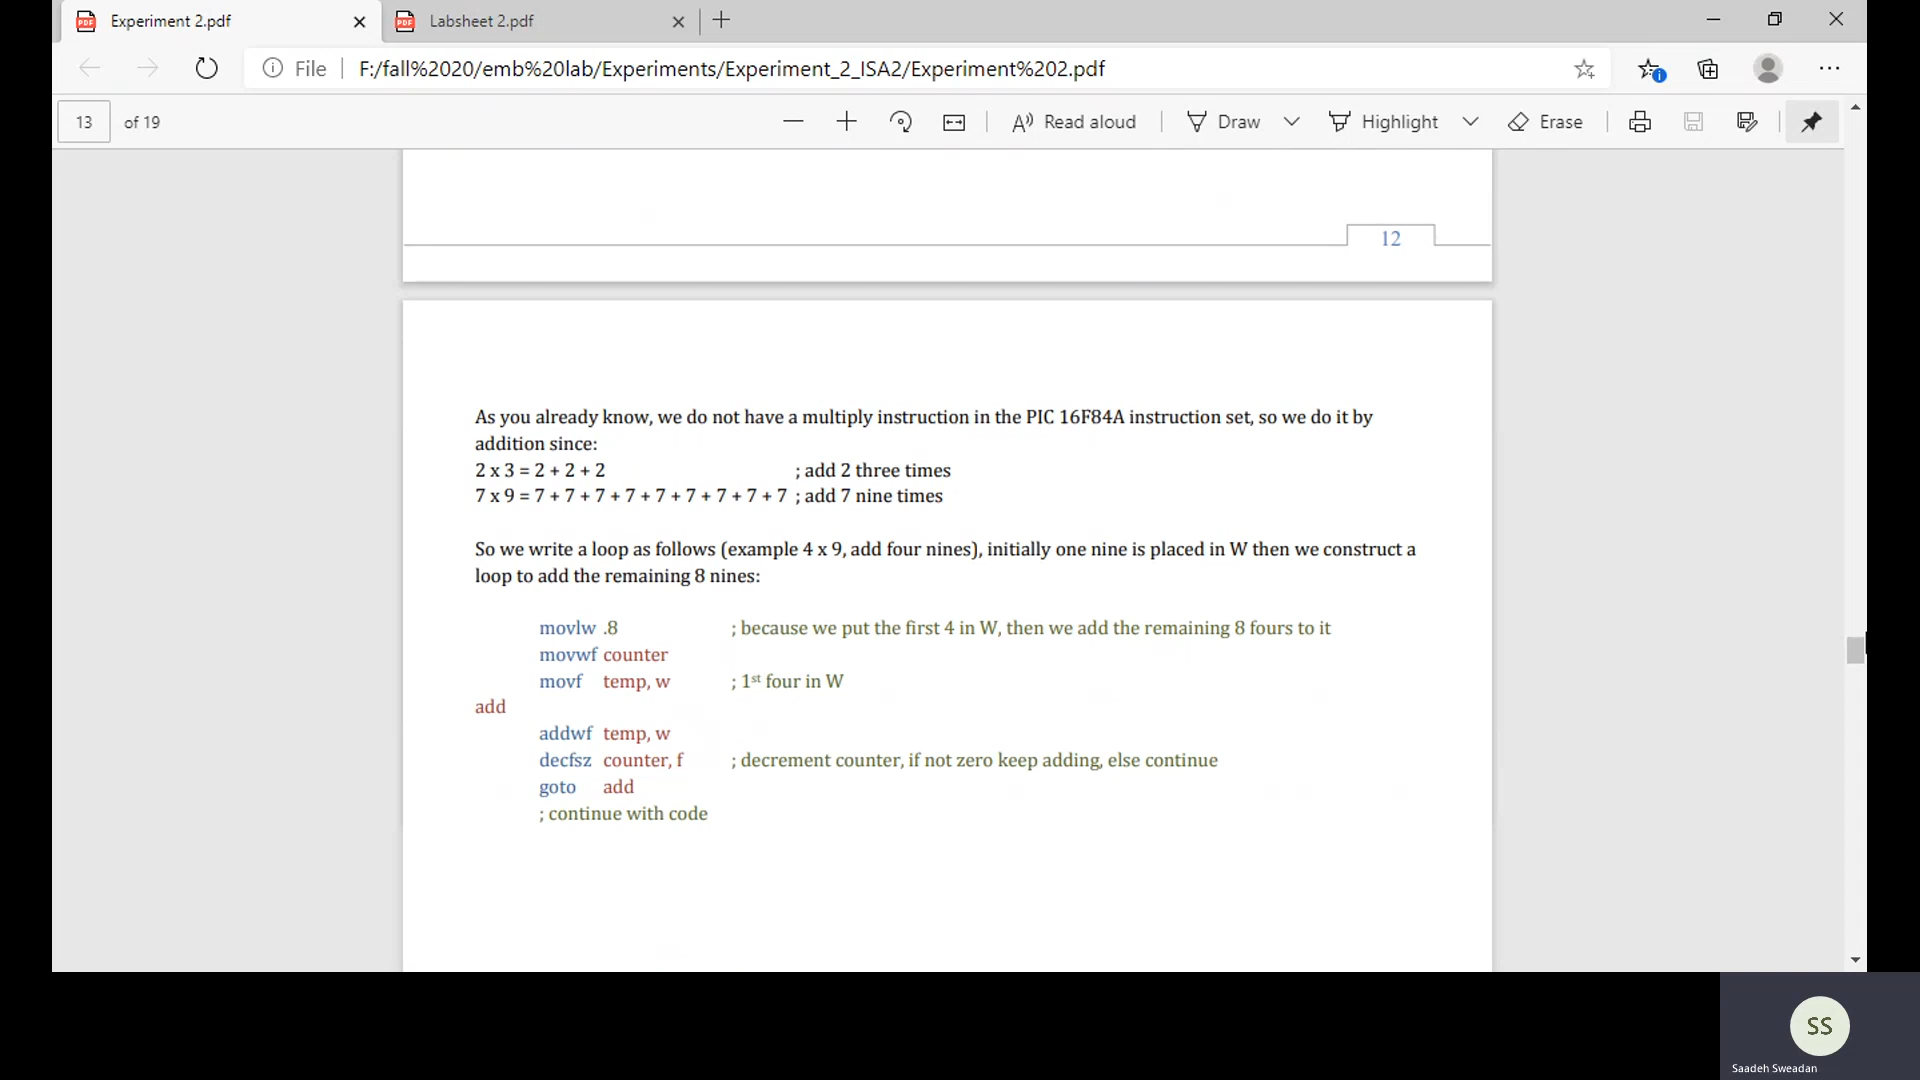 Experiment 2.pdf
Labsheet 2.pdf
File
F:/fall%2020/emb%20lab/Experiments/Experiment_2_ISA2/Experiment%202.pdf
13 of 19
Read aloud
Draw
Highlight
Erase
12
As you already know, we do not have a multiply instruction in the PIC 16F84A instruction set, so we do it by
addition since:
2 x 3 = 2 + 2 + 2 ; add 2 three times
7 x 9 = 7 + 7 + 7 + 7 + 7 + 7 + 7 + 7 + 7 ; add 7 nine times
So we write a loop as follows (example 4 x 9, add four nines), initially one nine is placed in W then we construct a
loop to add the remaining 8 nines:
movlw .8 ; because we put the first 4 in W, then we add the remaining 8 fours to it
movwf counter
movf temp, w ; 1st four in W
add
addwf temp, w
decfsz counter, f ; decrement counter, if not zero keep adding, else continue
goto add
; continue with code
SS
Saadeh Sweadan